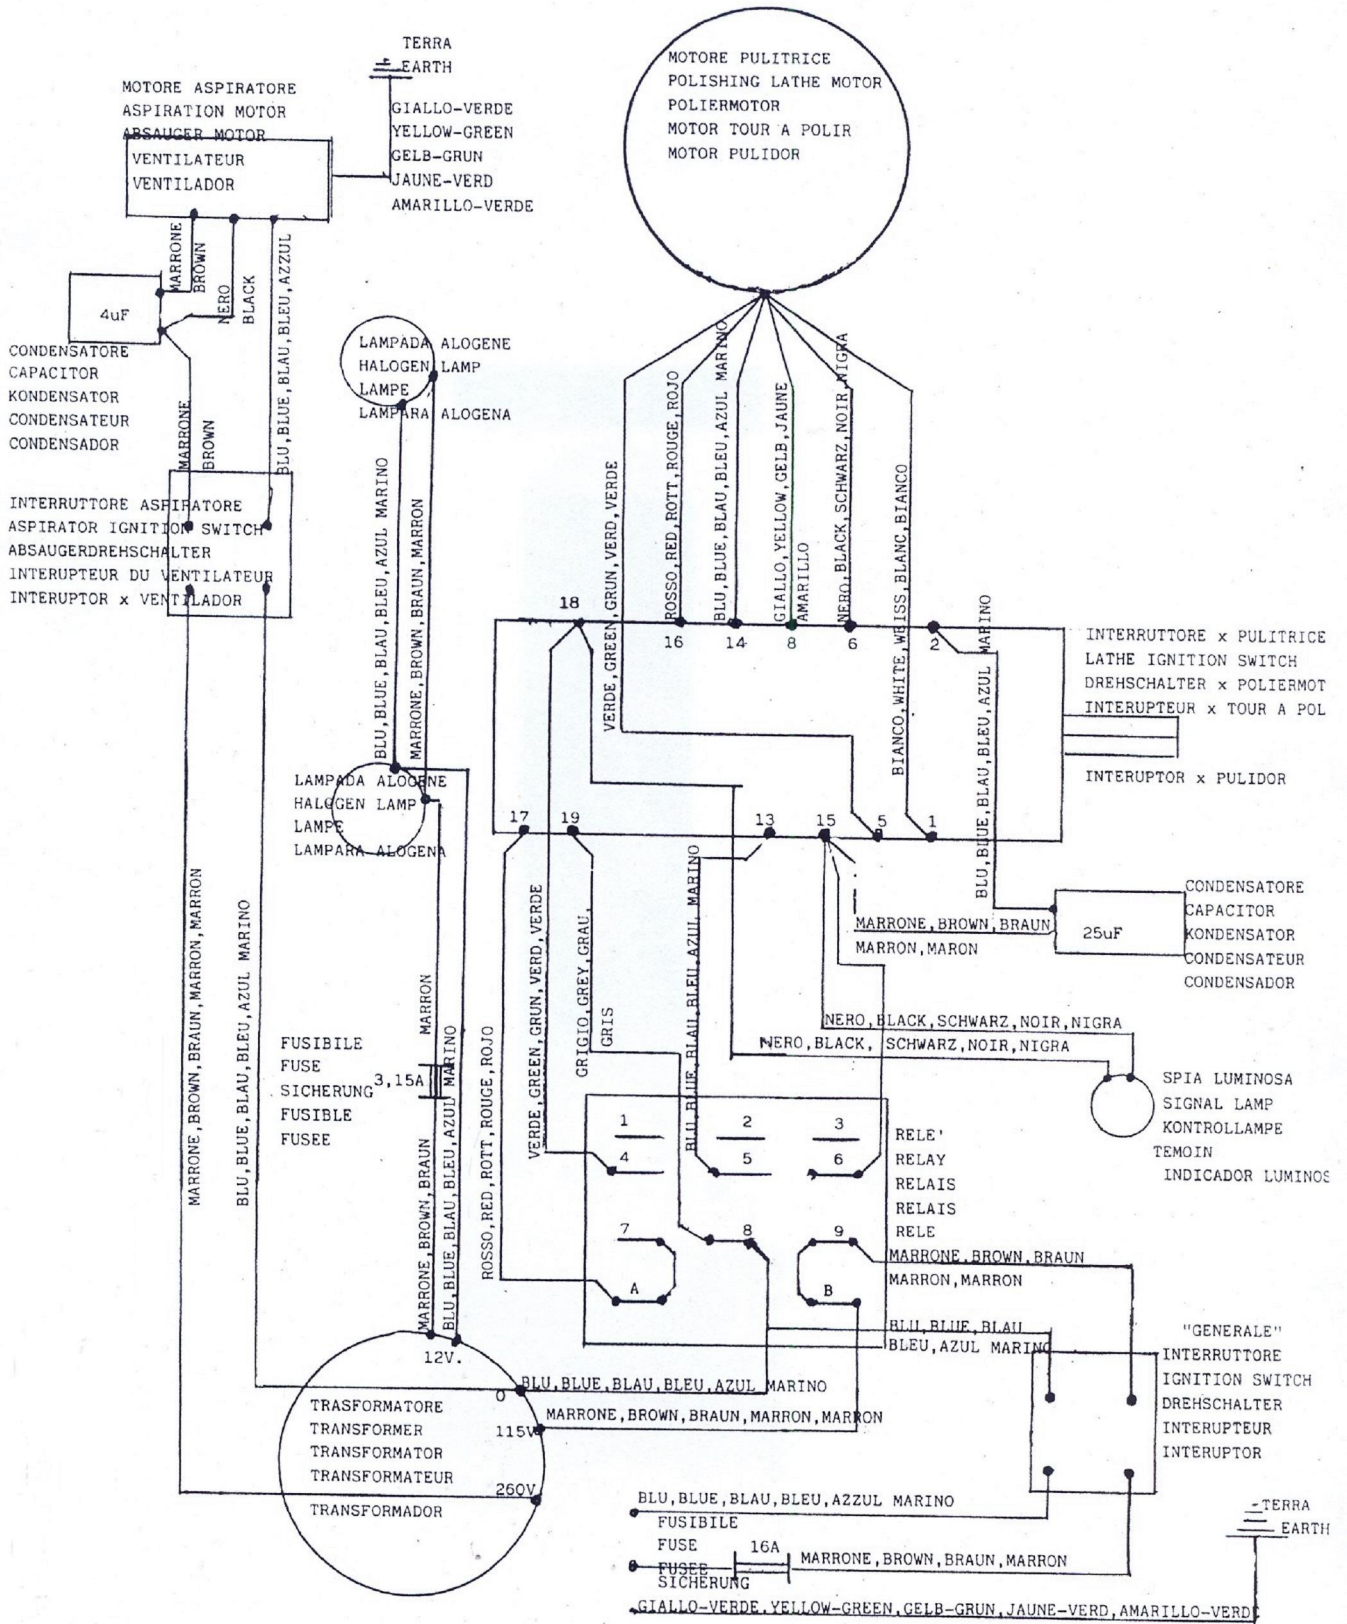 TERRA
EARTH
GIALLO-VERDE
YELLOW-GREEN
GELB-GRUN
JAUNE-VERD
AMARILLO-VERDE
MOTORE ASPIRATORE
ASPIRATION MOTOR
ABSAUGER MOTOR
VENTILATEUR
VENTILADOR
MARRONE
BROWN
NERO
BLACK
BLU,BLUE,BLAU,BLEU,AZZUL
4uF
CONDENSATORE
CAPACITOR
KONDENSATOR
CONDENSATEUR
CONDENSADOR
MARRONE
BROWN
INTERRUTTORE ASPIRATORE
ASPIRATOR IGNITION SWITCH
ABSAUGERDREHSCHALTER
INTERUPTEUR DU VENTILATEUR
INTERUPTOR x VENTILADOR
MOTORE PULITRICE
POLISHING LATHE MOTOR
POLIERMOTOR
MOTOR TOUR A POLIR
MOTOR PULIDOR
LAMPADA ALOGENE
HALOGEN LAMP
LAMPE
LAMPARA ALOGENA
BLU,BLUE,BLAU,BLEU,AZUL MARINO
MARRONE,BROWN,BRAUN,MARRON
LAMPADA ALOGENE
HALOGEN LAMP
LAMPE
LAMPARA ALOGENA
VERDE,GREEN,GRUN,VERD,VERDE
ROSSO,RED,ROTT,ROUGE,ROJO
BLU,BLUE,BLAU,BLEU,AZUL MARINO
GIALLO,YELLOW,GELB,JAUNE
AMARILLO
NERO,BLACK,SCHWARZ,NOIR,NIGRA
BIANCO,WHITE,WEISS,BLANC,BIANCO
18
16
14
8
6
2
BLU,BLUE,BLAU,BLEU,AZUL MARINO
INTERRUTTORE x PULITRICE
LATHE IGNITION SWITCH
DREHSCHALTER x POLIERMOT
INTERUPTEUR x TOUR A POL
INTERUPTOR x PULIDOR
17
19
13
15
5
1
CONDENSATORE
CAPACITOR
KONDENSATOR
CONDENSATEUR
CONDENSADOR
25uF
MARRONE,BROWN,BRAUN
MARRON,MARON
NERO,BLACK,SCHWARZ,NOIR,NIGRA
NERO,BLACK, SCHWARZ,NOIR,NIGRA
SPIA LUMINOSA
SIGNAL LAMP
KONTROLLAMPE
TEMOIN
INDICADOR LUMINOS
MARRONE,BROWN,BRAUN,MARRON,MARRON
BLU,BLUE,BLAU,BLEU,AZUL MARINO
FUSIBILE
FUSE
SICHERUNG
FUSIBLE
FUSEE
3,15A
MARRON
MARRONE,BROWN,BRAUN
BLU,BLUE,BLAU,BLEU,AZUL MARINO
ROSSO,RED,ROTT,ROUGE,ROJO
VERDE,GREEN,GRUN,VERD,VERDE
GRIGIO,GREY,GRAU,
GRIS
BLU,BLUE,BLAU,BLEU,AZUL MARINO
1
2
3
4
5
6
7
8
9
A
B
RELE'
RELAY
RELAIS
RELAIS
RELE
MARRONE,BROWN,BRAUN
MARRON,MARRON
BLU,BLUE,BLAU
BLEU,AZUL MARINO
"GENERALE"
INTERRUTTORE
IGNITION SWITCH
DREHSCHALTER
INTERUPTEUR
INTERUPTOR
12V.
0
115V
260V
TRASFORMATORE
TRANSFORMER
TRANSFORMATOR
TRANSFORMATEUR
TRANSFORMADOR
BLU,BLUE,BLAU,BLEU,AZUL MARINO
MARRONE,BROWN,BRAUN,MARRON,MARRON
BLU,BLUE,BLAU,BLEU,AZZUL MARINO
FUSIBILE
FUSE
FUSEE
SICHERUNG
16A
MARRONE,BROWN,BRAUN,MARRON
TERRA
EARTH
GIALLO-VERDE,YELLOW-GREEN,GELB-GRUN,JAUNE-VERD,AMARILLO-VERDE